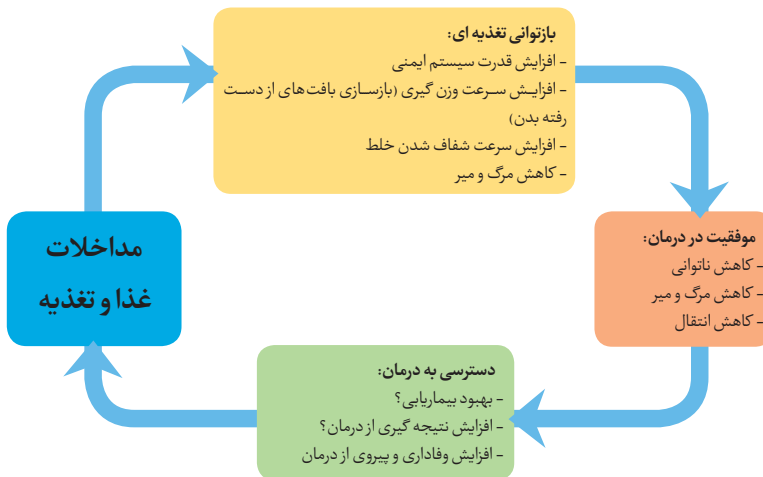 بازتوانی تغذیه ای:
- افزایش قدرت سیستم ایمنی
- افزایش سرعت وزن گیری (بازسازی بافت‌های از دست
رفته بدن)
- افزایش سرعت شفاف شدن خلط
- کاهش مرگ و میر
موفقیت در درمان:
- کاهش ناتوانی
- کاهش مرگ و میر
- کاهش انتقال
دسترسی به درمان:
- بهبود بیماریابی؟
- افزایش نتیجه گیری از درمان؟
- افزایش وفاداری و پیروی از درمان
مداخلات
غذا و تغذیه